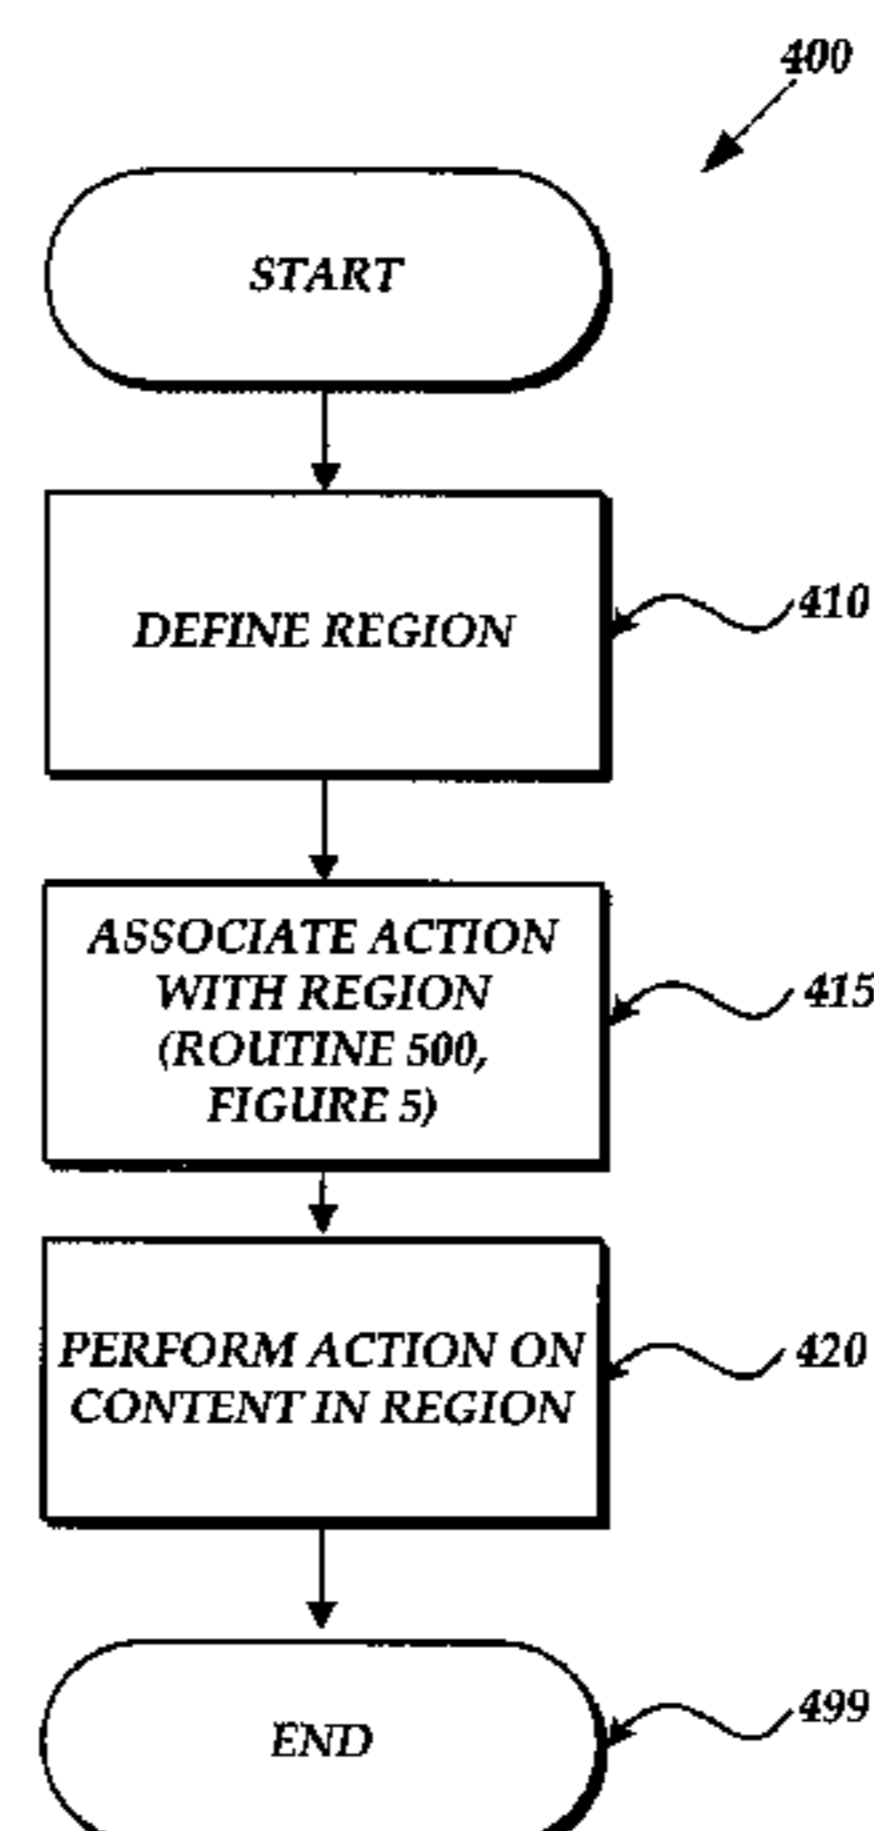 400
START
DEFINE REGION
410
ASSOCIATE ACTION
WITH REGION
(ROUTINE 500,
FIGURE 5)
415
PERFORM ACTION ON
CONTENT IN REGION
420
END
499